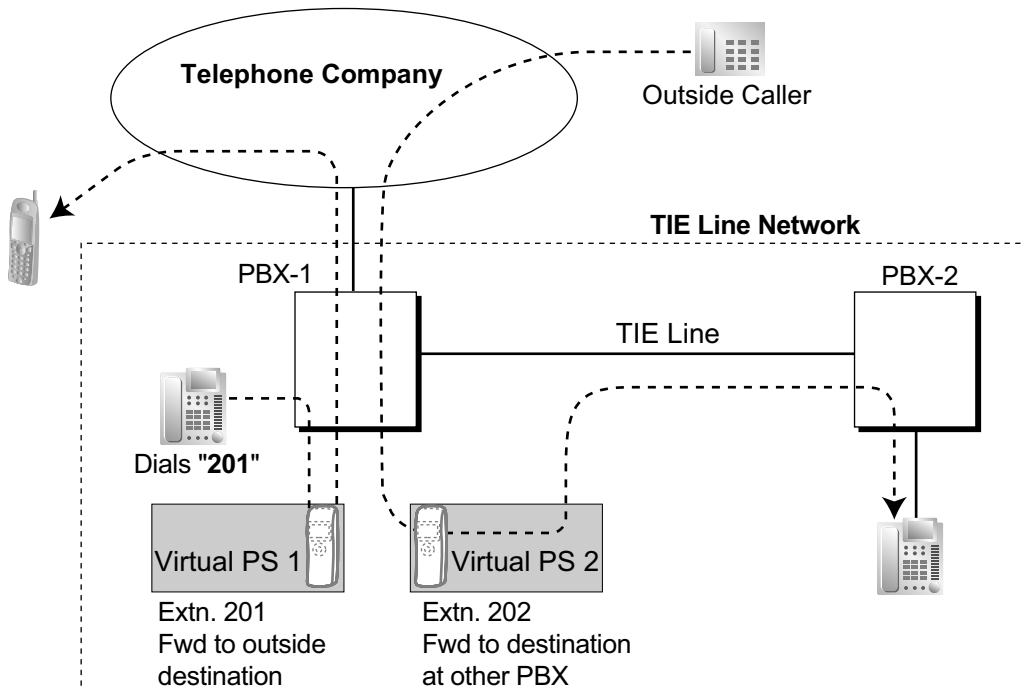 Telephone Company
Outside Caller
TIE Line Network
PBX-1
PBX-2
TIE Line
Dials "201"
Virtual PS 1
Virtual PS 2
Extn. 201
Fwd to outside
destination
Extn. 202
Fwd to destination
at other PBX